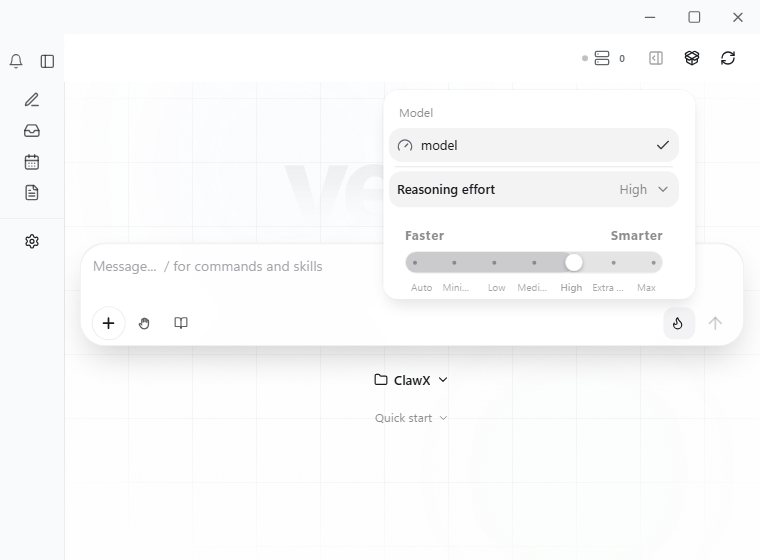 0
Model
model
Reasoning effort High
Faster Smarter
Auto Mini... Low Medi... High Extra ... Max
Message... / for commands and skills
ClawX
Quick start